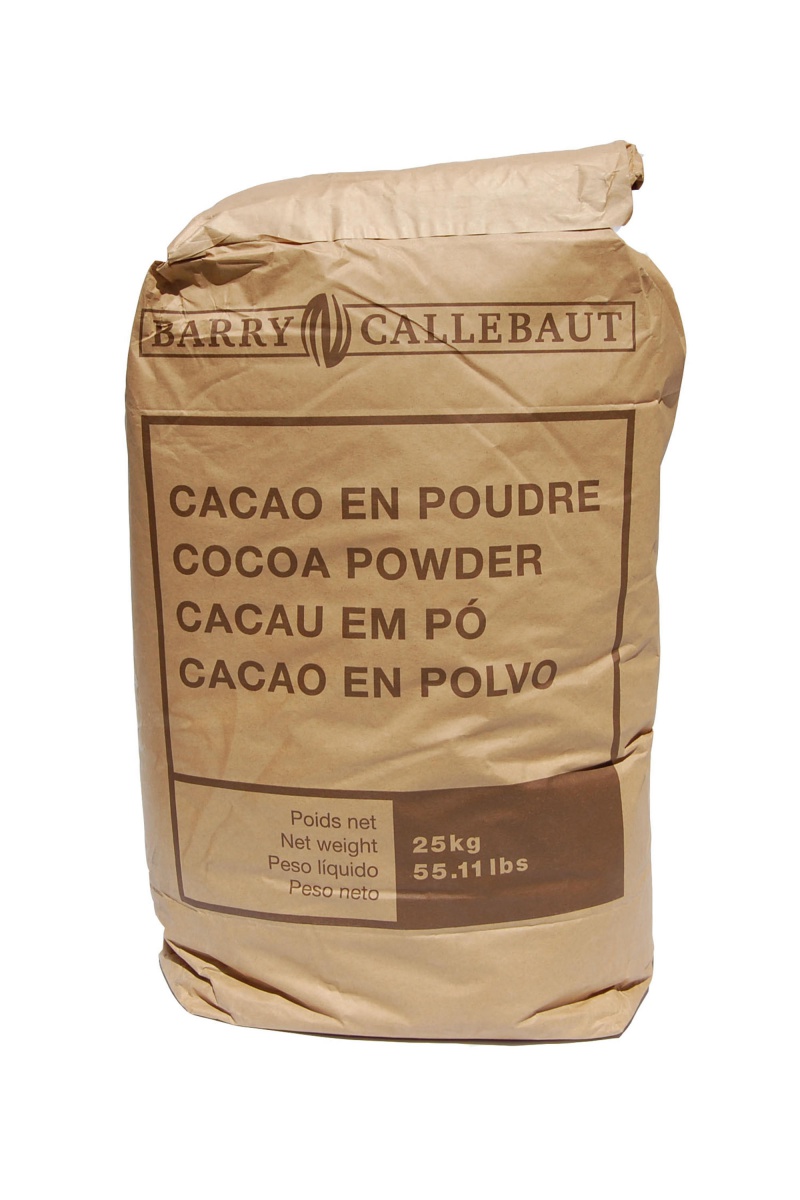 BARRY CALLEBAUT
CACAO EN POUDRE
COCOA POWDER
CACAU EM PÓ
CACAO EN POLVO
Poids net
Net weight
Peso líquido
Peso neto
25kg
55.11lbs